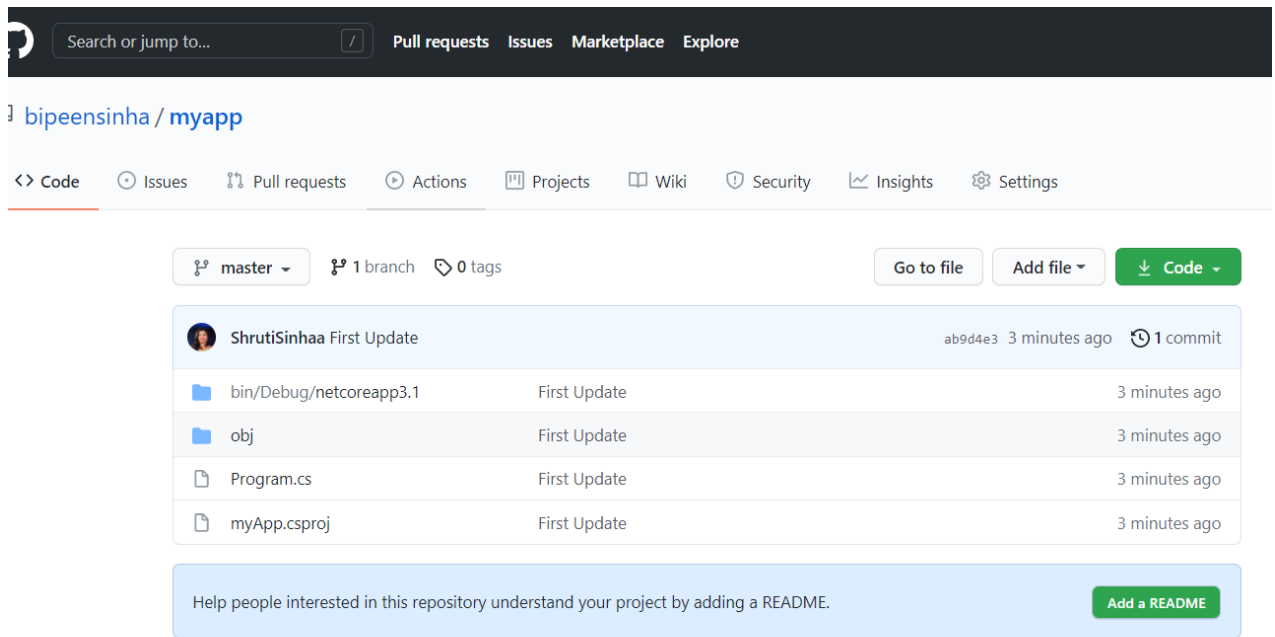 Search or jump to... / Pull requests Issues Marketplace Explore
bipeensinha / myapp
<> Code Issues Pull requests Actions Projects Wiki Security Insights Settings
master 1 branch 0 tags Go to file Add file Code
ShrutiSinhaa First Update ab9d4e3 3 minutes ago 1 commit
bin/Debug/netcoreapp3.1 First Update 3 minutes ago
obj First Update 3 minutes ago
Program.cs First Update 3 minutes ago
myApp.csproj First Update 3 minutes ago
Help people interested in this repository understand your project by adding a README. Add a README